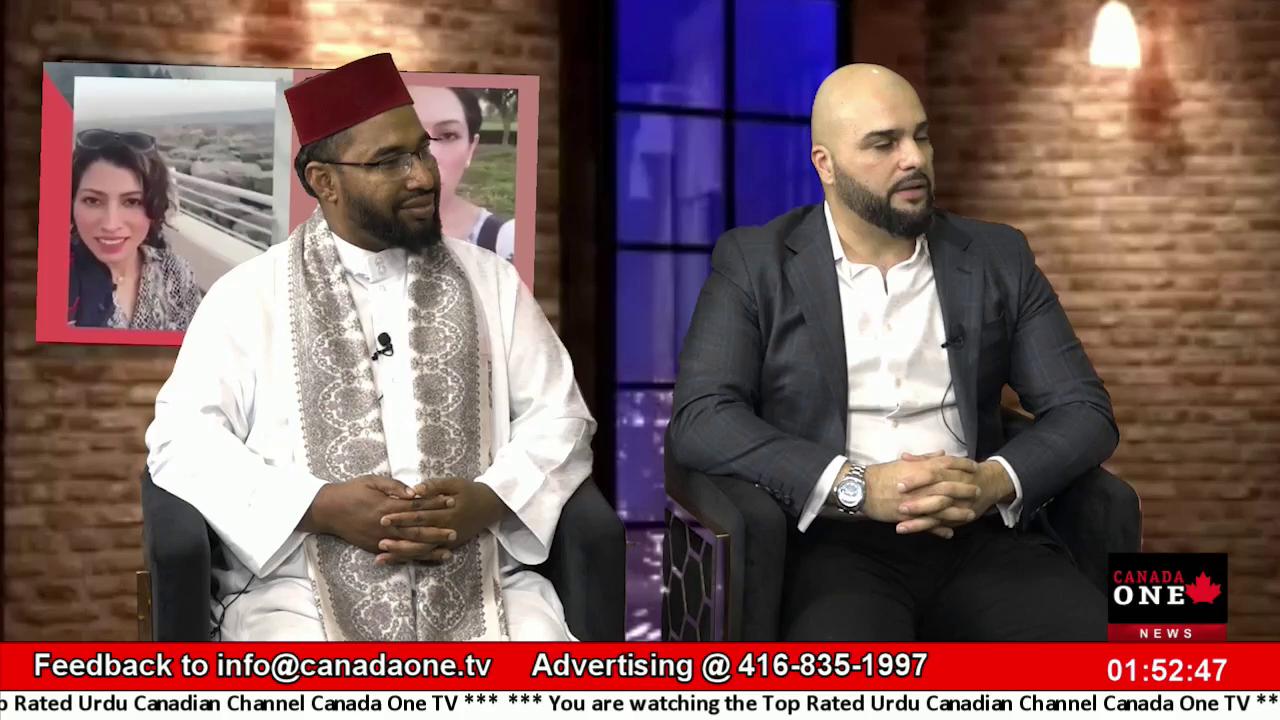 CANADA
ONE
NEWS
Feedback to info@canadaone.tv Advertising @ 416-835-1997
01:52:47
Rated Urdu Canadian Channel Canada One TV *** *** You are watching the Top Rated Urdu Canadian Channel Canada One TV **